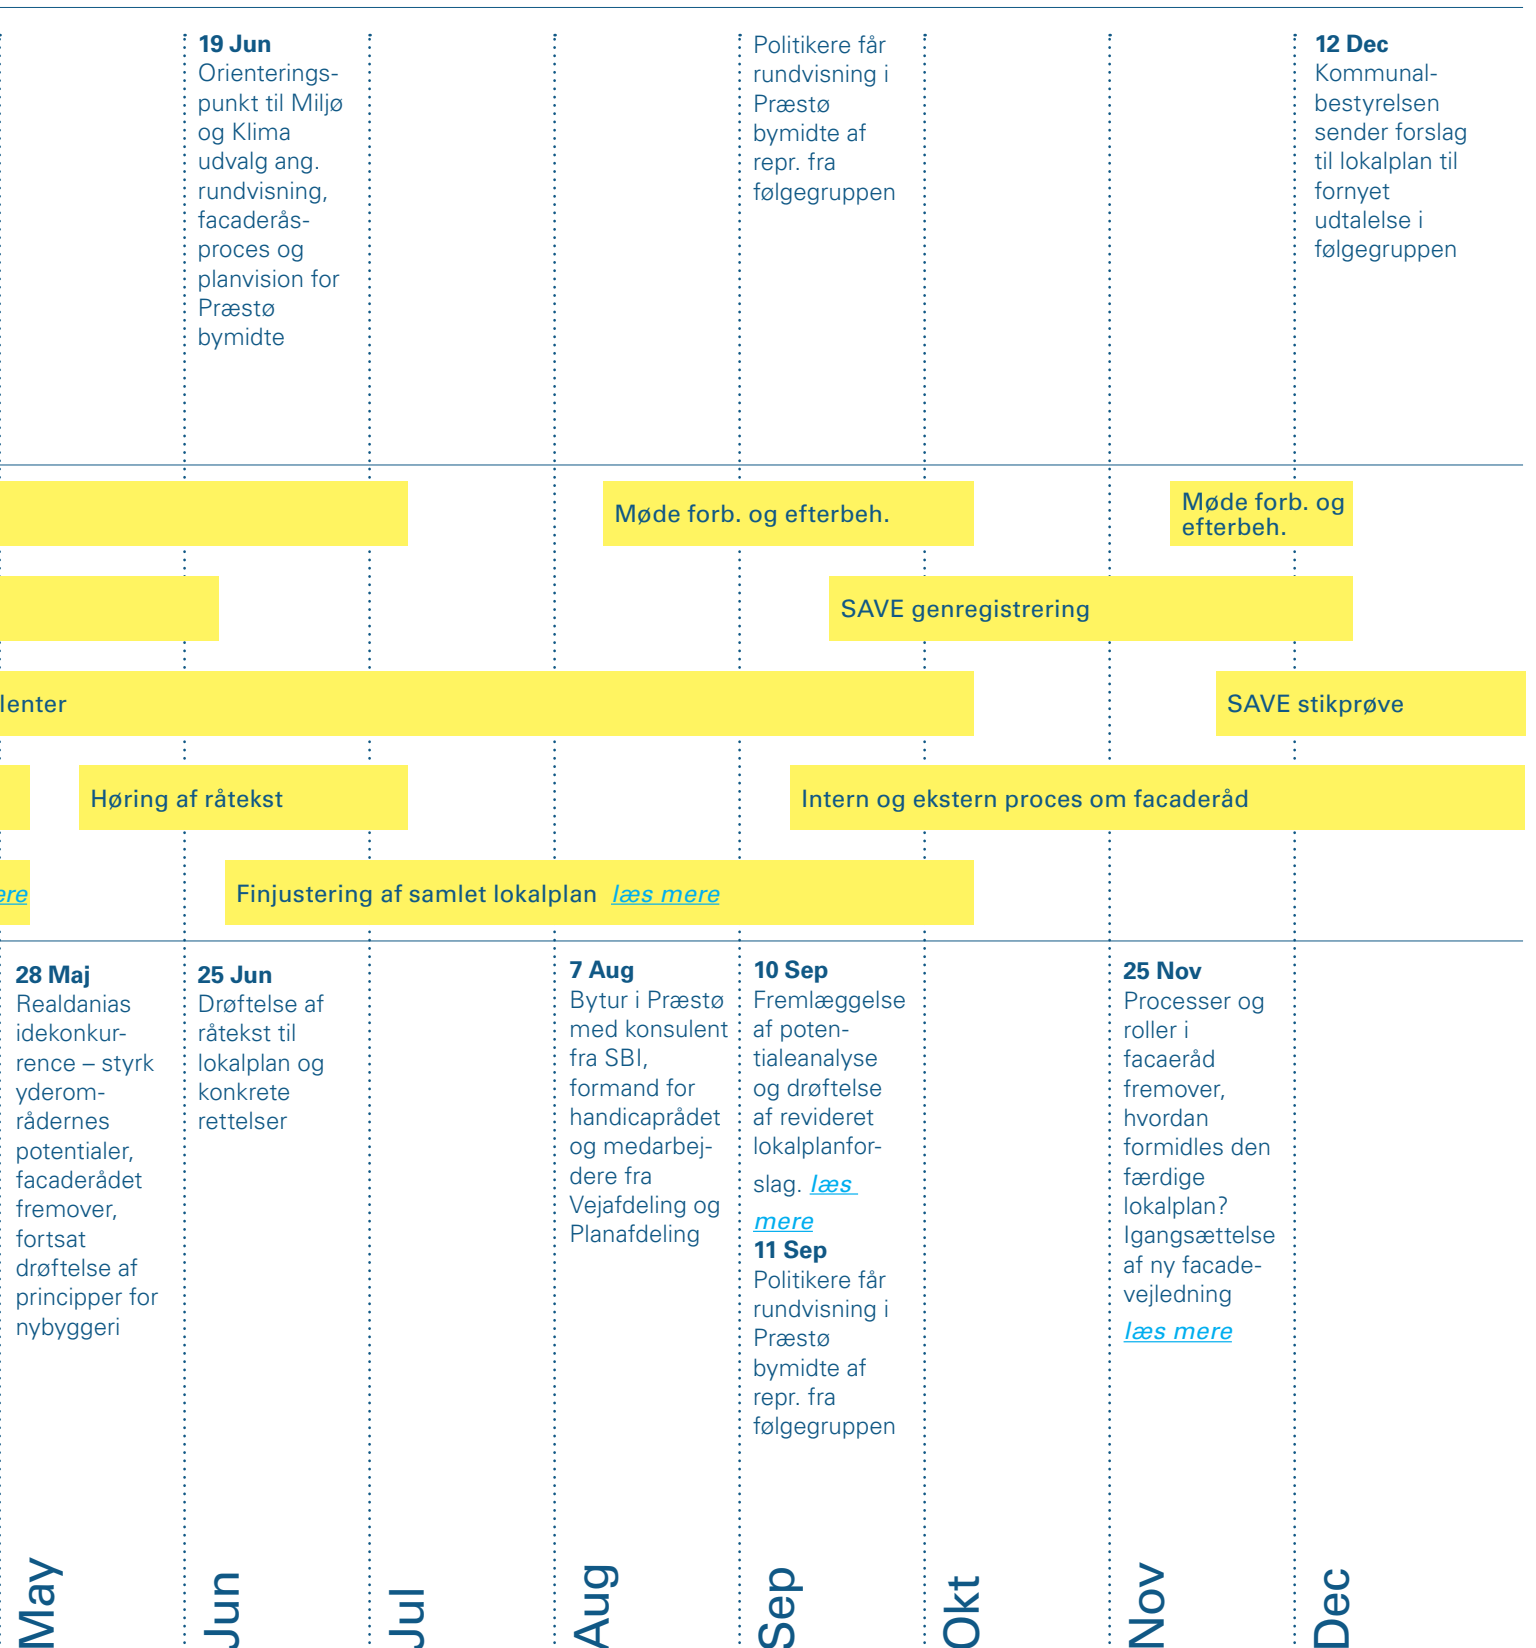 19 Jun
Orienterings-
punkt til Miljø
og Klima
udvalg ang.
rundvisning,
facaderås-
proces og
planvision for
Præstø
bymidte
Politikere får
rundvisning i
Præstø
bymidte af
repr. fra
følgegruppen
12 Dec
Kommunal-
bestyrelsen
sender forslag
til lokalplan til
fornyet
udtalelse i
følgegruppen
Møde forb. og efterbeh.
Møde forb. og
efterbeh.
SAVE genregistrering
lenter
SAVE stikprøve
Høring af råtekst
Intern og ekstern proces om facaderåd
ere
Finjustering af samlet lokalplan læs mere
28 Maj
Realdanias
idekonkur-
rence – styrk
yderom-
rådernes
potentialer,
facaderådet
fremover,
fortsat
drøftelse af
principper for
nybyggeri
25 Jun
Drøftelse af
råtekst til
lokalplan og
konkrete
rettelser
7 Aug
Bytur i Præstø
med konsulent
fra SBI,
formand for
handicaprådet
og medarbej-
dere fra
Vejafdeling og
Planafdeling
10 Sep
Fremlæggelse
af poten-
tialeanalyse
og drøftelse
af revideret
lokalplanfor-
slag. læs
mere
11 Sep
Politikere får
rundvisning i
Præstø
bymidte af
repr. fra
følgegruppen
25 Nov
Processer og
roller i
facaeråd
fremover,
hvordan
formidles den
færdige
lokalplan?
Igangsættelse
af ny facade-
vejledning
læs mere
May
Jun
Jul
Aug
Sep
Okt
Nov
Dec